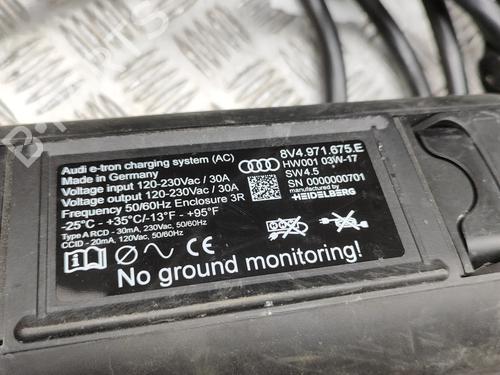 Audi e-tron charging system (AC)
Made in Germany
Voltage input 120-230Vac / 30A
Voltage output 120-230Vac / 30A
Frequency 50/60Hz Enclosure 3R
-25°C - +35°C/-13°F - +95°F
Type A RCD - 30mA, 230Vac, 50/60Hz
CCID - 20mA, 120Vac, 50/60Hz
8V4.971.675.E
HW001 03W-17
SW4.5
SN 0000000701
manufactured by
HEIDELBERG
CE
No ground monitoring!